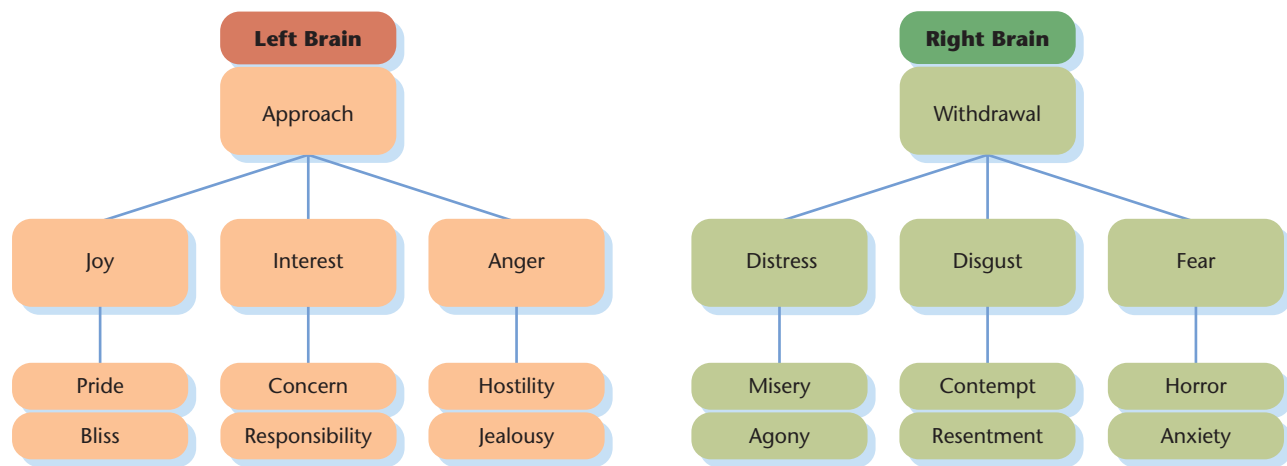 Left Brain
Approach
Joy
Interest
Anger
Pride
Bliss
Concern
Responsibility
Hostility
Jealousy
Right Brain
Withdrawal
Distress
Disgust
Fear
Misery
Agony
Contempt
Resentment
Horror
Anxiety